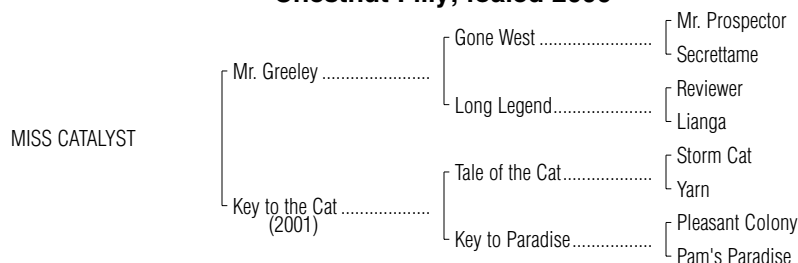 Chestnut Filly; foaled
Mr. Prospector
Gone West
Secrettame
Mr. Greeley
Reviewer
Long Legend
Lianga
MISS CATALYST
Storm Cat
Tale of the Cat
Yarn
Key to the Cat
(2001)
Pleasant Colony
Key to Paradise
Pam's Paradise